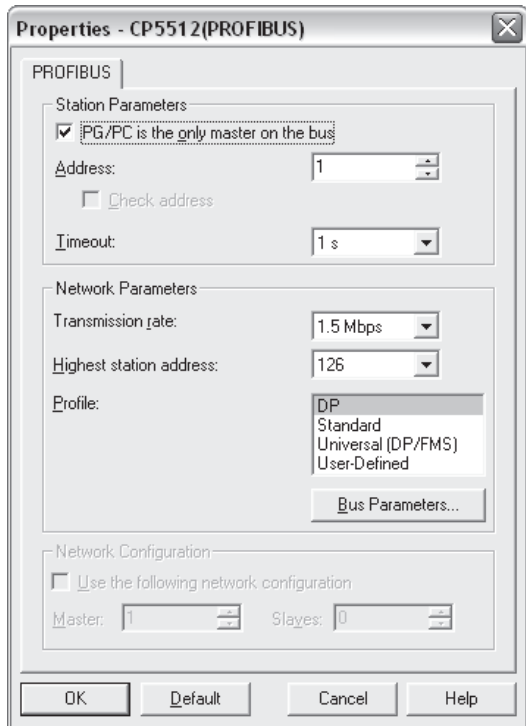 Properties - CP5512(PROFIBUS)
PROFIBUS
Station Parameters
PG/PC is the only master on the bus
Address: 1
Check address
Timeout: 1 s
Network Parameters
Transmission rate: 1.5 Mbps
Highest station address: 126
Profile: DP
Standard
Universal (DP/FMS)
User-Defined
Bus Parameters...
Network Configuration
Use the following network configuration
Master: 1 Slaves: 0
OK Default Cancel Help